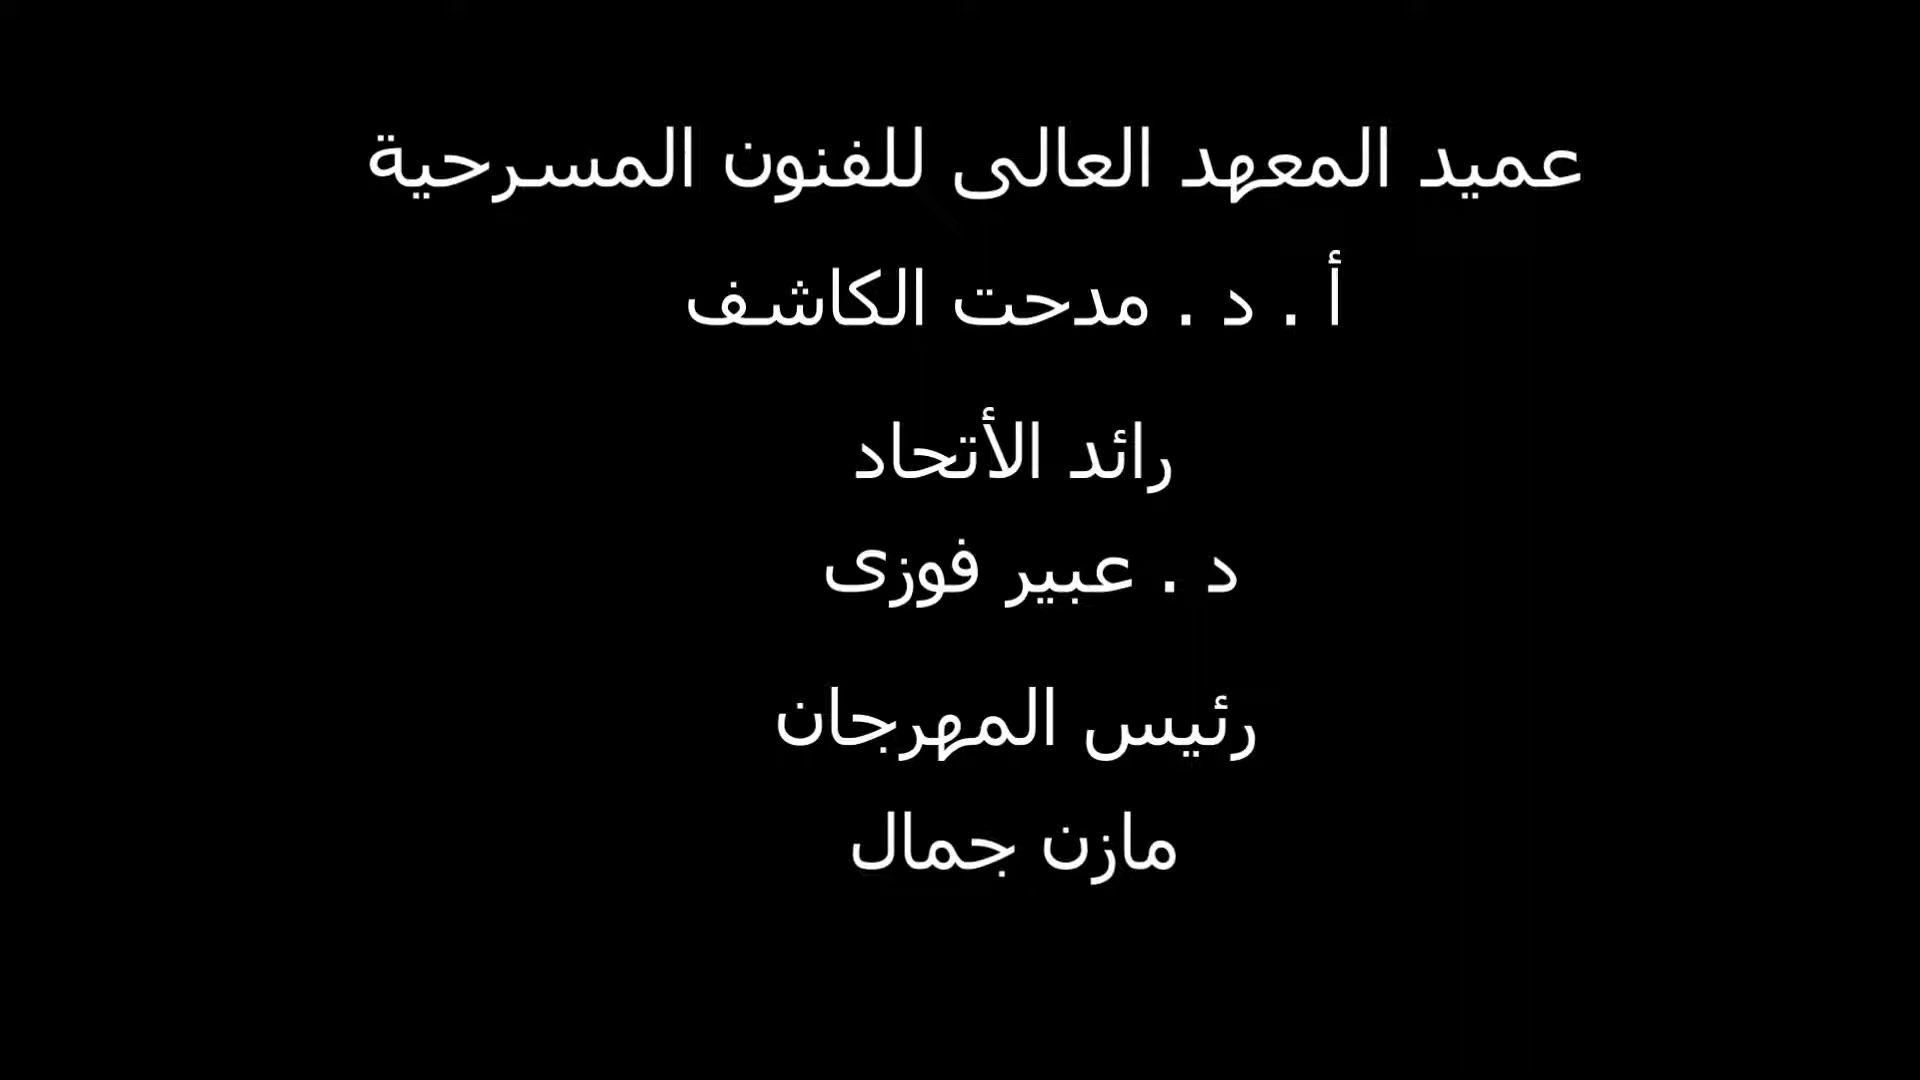 عميد المعهد العالى للفنون المسرحية
أ . د . مدحت الكاشف
رائد الأتحاد
د . عبير فوزى
رئيس المهرجان
مازن جمال